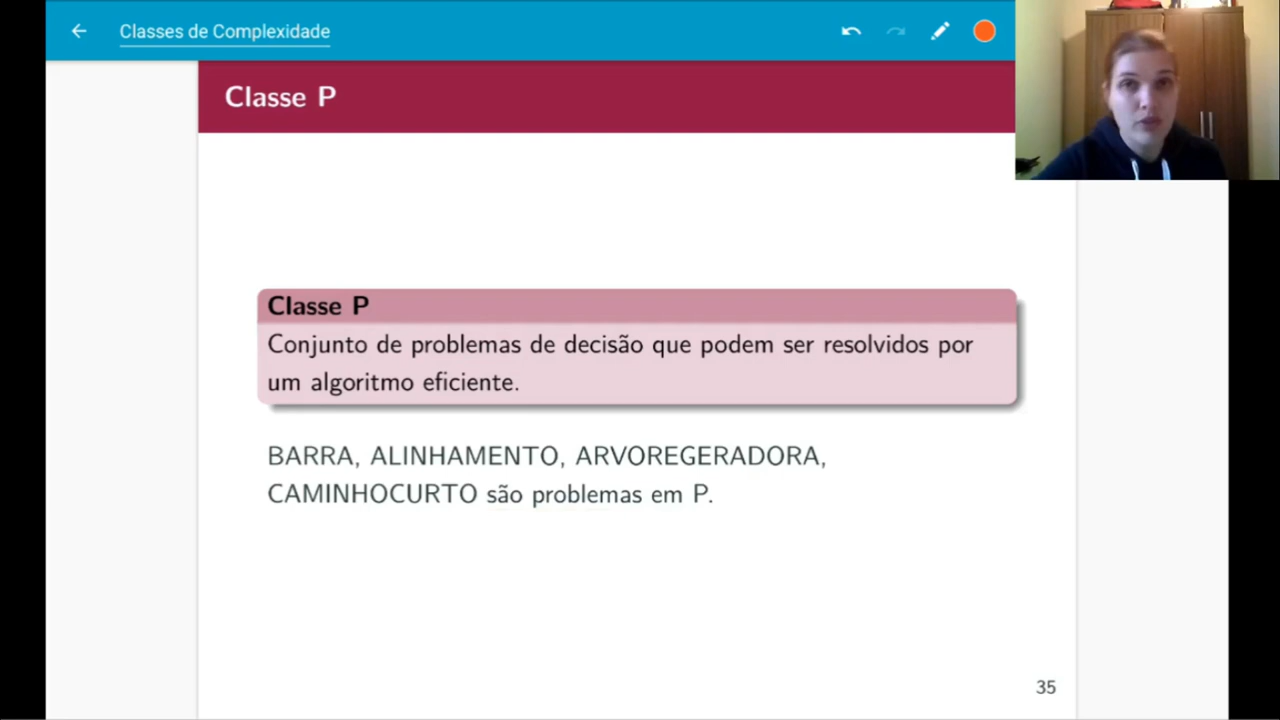 Classes de Complexidade
Classe P
Classe P
Conjunto de problemas de decisão que podem ser resolvidos por
um algoritmo eficiente.
BARRA, ALINHAMENTO, ARVOREGERADORA,
CAMINHOCURTO são problemas em P.
35